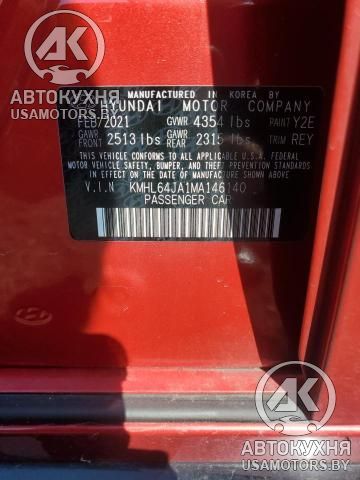 АК
АВТОКУХНЯ
USAMOTORS.BY
MANUFACTURED IN KOREA BY
HYUNDAI MOTOR COMPANY
FEB/2021 GVWR 4354 lbs PAINT Y2E
GAWR FRONT 2513 lbs GAWR REAR 2315 lbs TRIM REY
THIS VEHICLE CONFORMS TO ALL APPLICABLE U.S.A. FEDERAL
MOTOR VEHICLE SAFETY, BUMPER, AND THEFT PREVENTION
STANDARDS IN EFFECT ON THE DATE OF MANUFACTURE SHOWN ABOVE.
V.I.N KMHL64JA1MA146140
PASSENGER CAR
АК
АВТОКУХНЯ
USAMOTORS.BY